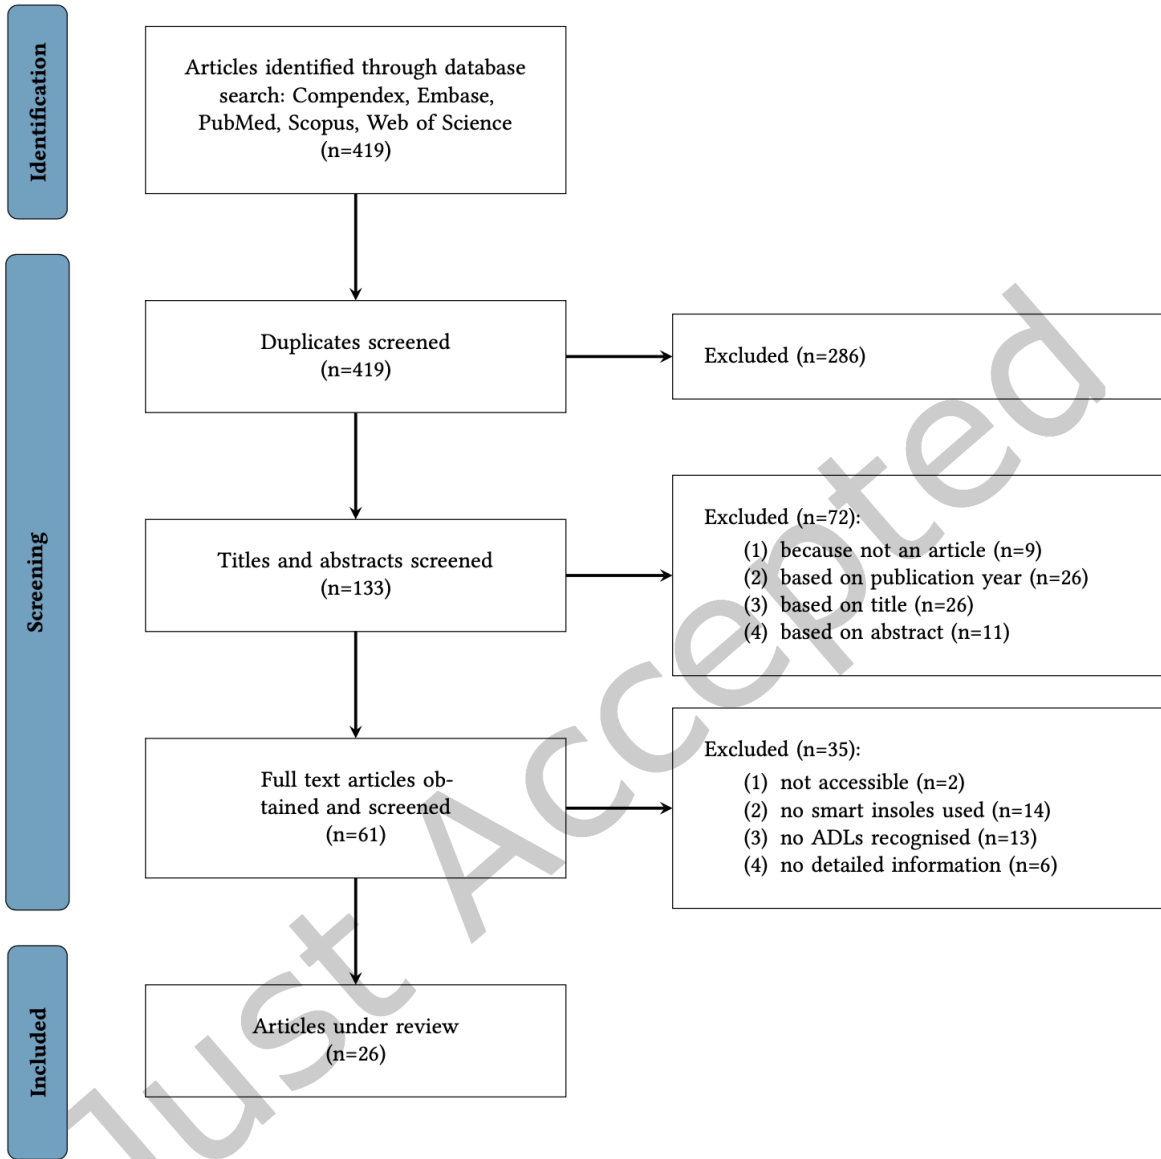 Identification
Articles identified through database
search: Compendex, Embase,
PubMed, Scopus, Web of Science
(n=419)
Screening
Duplicates screened
(n=419)
Excluded (n=286)
Titles and abstracts screened
(n=133)
Excluded (n=72):
(1) because not an article (n=9)
(2) based on publication year (n=26)
(3) based on title (n=26)
(4) based on abstract (n=11)
Full text articles ob-
tained and screened
(n=61)
Excluded (n=35):
(1) not accessible (n=2)
(2) no smart insoles used (n=14)
(3) no ADLs recognised (n=13)
(4) no detailed information (n=6)
Included
Articles under review
(n=26)
Just Accepted